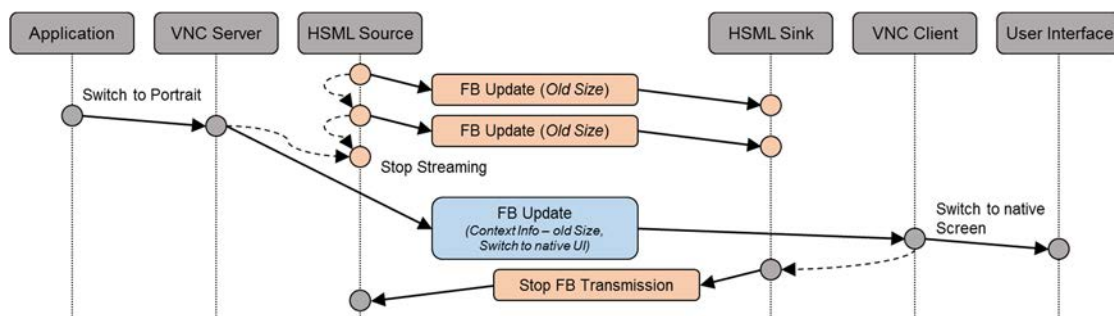 Application
VNC Server
HSML Source
HSML Sink
VNC Client
User Interface
FB Update (Old Size)
Switch to Portrait
FB Update (Old Size)
Stop Streaming
FB Update
(Context Info – old Size,
Switch to native UI)
Switch to native
Screen
Stop FB Transmission